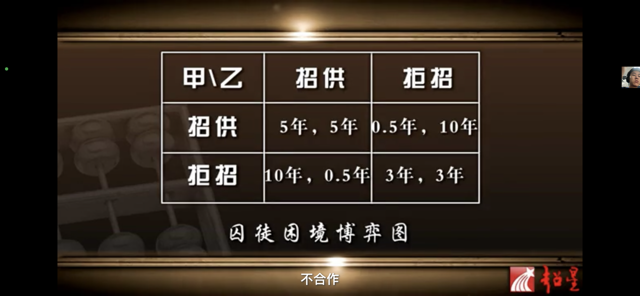 甲\乙 招供 拒招
招供 5年，5年 0.5年，10年
拒招 10年，0.5年 3年，3年
囚徒困境博弈图
不合作
超星